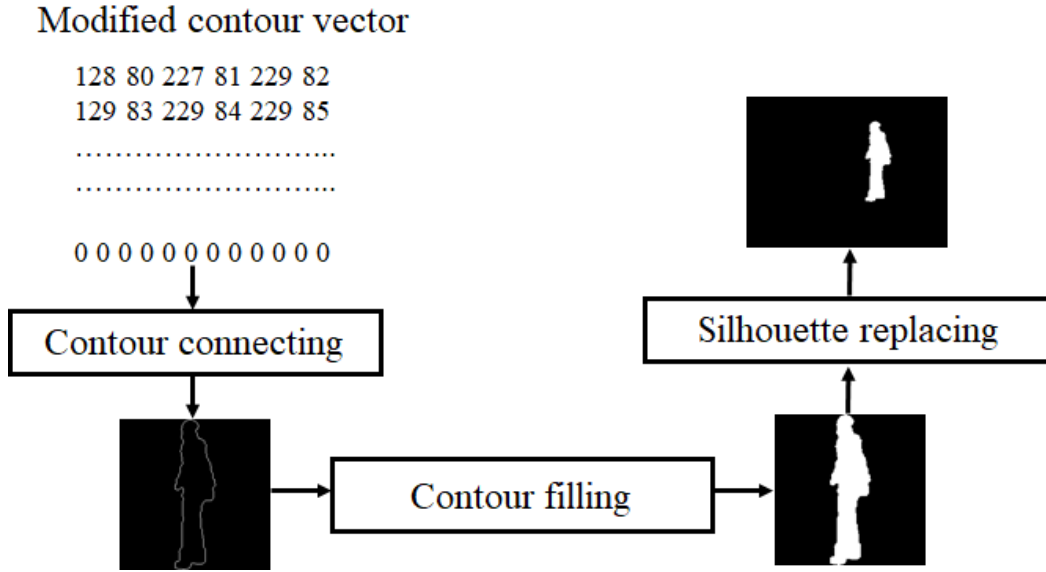 Modified contour vector
128 80 227 81 229 82
129 83 229 84 229 85
………………………...
………………………...
0 0 0 0 0 0 0 0 0 0 0 0
Contour connecting
Contour filling
Silhouette replacing